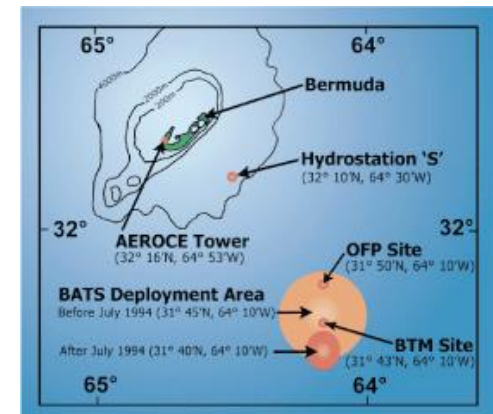 65° 64°
4000m
2000m
200m
Bermuda
Hydrostation 'S'
(32° 10'N, 64° 30'W)
32° 32°
AEROCE Tower
(32° 16'N, 64° 53'W)
OFP Site
(31° 50'N, 64° 10'W)
BATS Deployment Area
Before July 1994 (31° 45'N, 64° 10'W)
BTM Site
(31° 43'N, 64° 10'W)
After July 1994 (31° 40'N, 64° 10'W)
65° 64°